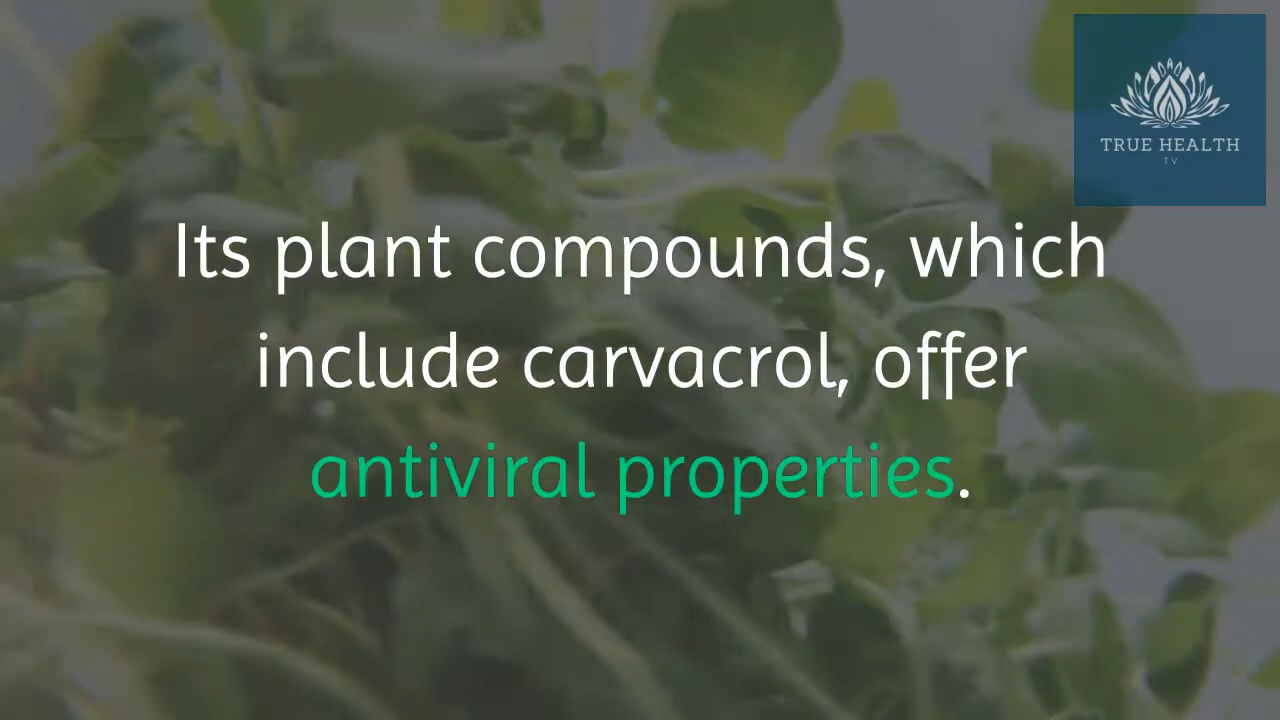 TRUE HEALTH
TV
Its plant compounds, which
include carvacrol, offer
antiviral properties.